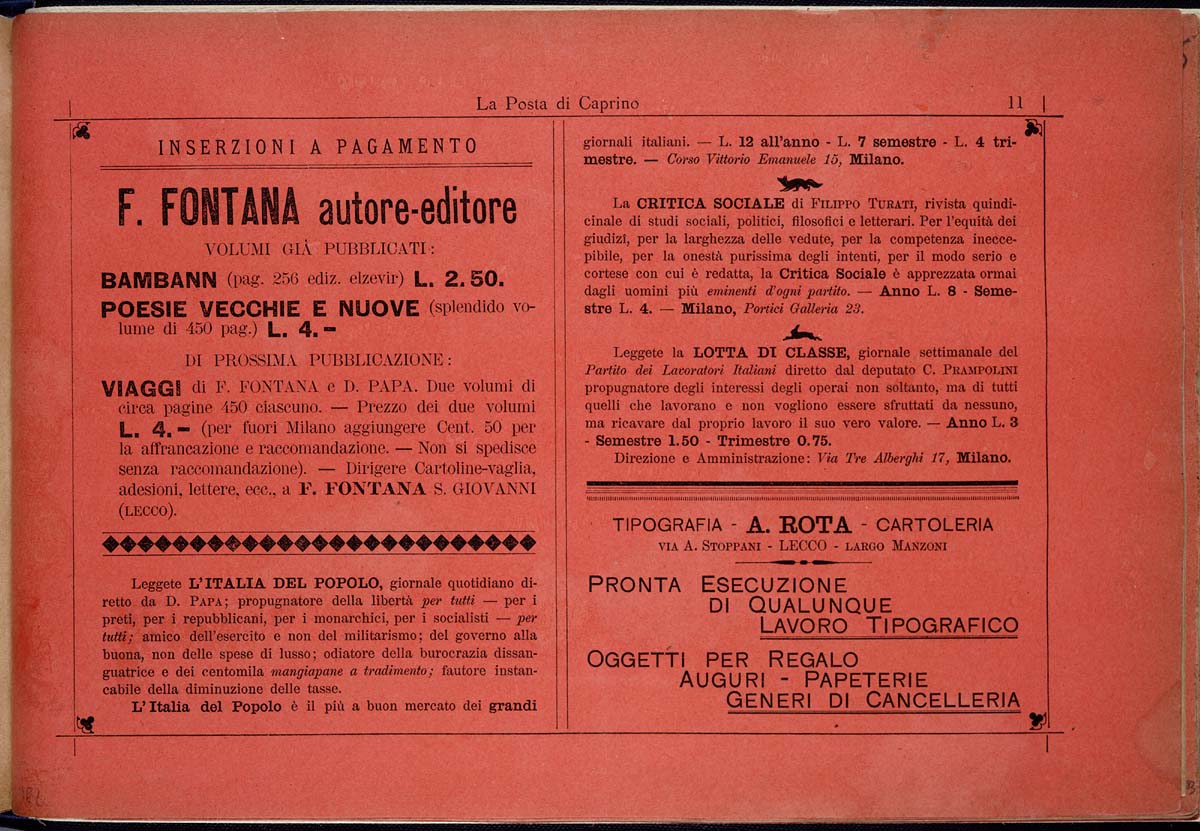 La Posta di Caprino
11
INSERZIONI A PAGAMENTO
F. FONTANA autore-editore
VOLUMI GIÀ PUBBLICATI:
BAMBANN (pag. 256 ediz. elzevir) L. 2.50.
POESIE VECCHIE E NUOVE (splendido vo-
lume di 450 pag.) L. 4.–
DI PROSSIMA PUBBLICAZIONE:
VIAGGI di F. FONTANA e D. PAPA. Due volumi di
circa pagine 450 ciascuno. — Prezzo dei due volumi
L. 4.– (per fuori Milano aggiungere Cent. 50 per
la affrancazione e raccomandazione. — Non si spedisce
senza raccomandazione). — Dirigere Cartoline-vaglia,
adesioni, lettere, ecc., a F. FONTANA S. GIOVANNI
(LECCO).
Leggete L'ITALIA DEL POPOLO, giornale quotidiano di-
retto da D. PAPA; propugnatore della libertà per tutti — per i
preti, per i repubblicani, per i monarchici, per i socialisti — per
tutti; amico dell'esercito e non del militarismo; del governo alla
buona, non delle spese di lusso; odiatore della burocrazia dissan-
guatrice e dei centomila mangiapane a tradimento; fautore instan-
cabile della diminuzione delle tasse.
L'Italia del Popolo è il più a buon mercato dei grandi
giornali italiani. — L. 12 all'anno - L. 7 semestre - L. 4 tri-
mestre. — Corso Vittorio Emanuele 15, Milano.
La CRITICA SOCIALE di FILIPPO TURATI, rivista quindi-
cinale di studi sociali, politici, filosofici e letterari. Per l'equità dei
giudizî, per la larghezza delle vedute, per la competenza inecce-
pibile, per la onestà purissima degli intenti, per il modo serio e
cortese con cui è redatta, la Critica Sociale è apprezzata ormai
dagli uomini più eminenti d'ogni partito. — Anno L. 8 - Seme-
stre L. 4. — Milano, Portici Galleria 23.
Leggete la LOTTA DI CLASSE, giornale settimanale del
Partito dei Lavoratori Italiani diretto dal deputato C. PRAMPOLINI
propugnatore degli interessi degli operai non soltanto, ma di tutti
quelli che lavorano e non vogliono essere sfruttati da nessuno,
ma ricavare dal proprio lavoro il suo vero valore. — Anno L. 3
- Semestre 1.50 - Trimestre 0.75.
Direzione e Amministrazione: Via Tre Alberghi 17, Milano.
TIPOGRAFIA - A. ROTA - CARTOLERIA
VIA A. STOPPANI - LECCO - LARGO MANZONI
PRONTA ESECUZIONE
DI QUALUNQUE
LAVORO TIPOGRAFICO
OGGETTI PER REGALO
AUGURI - PAPETERIE
GENERI DI CANCELLERIA